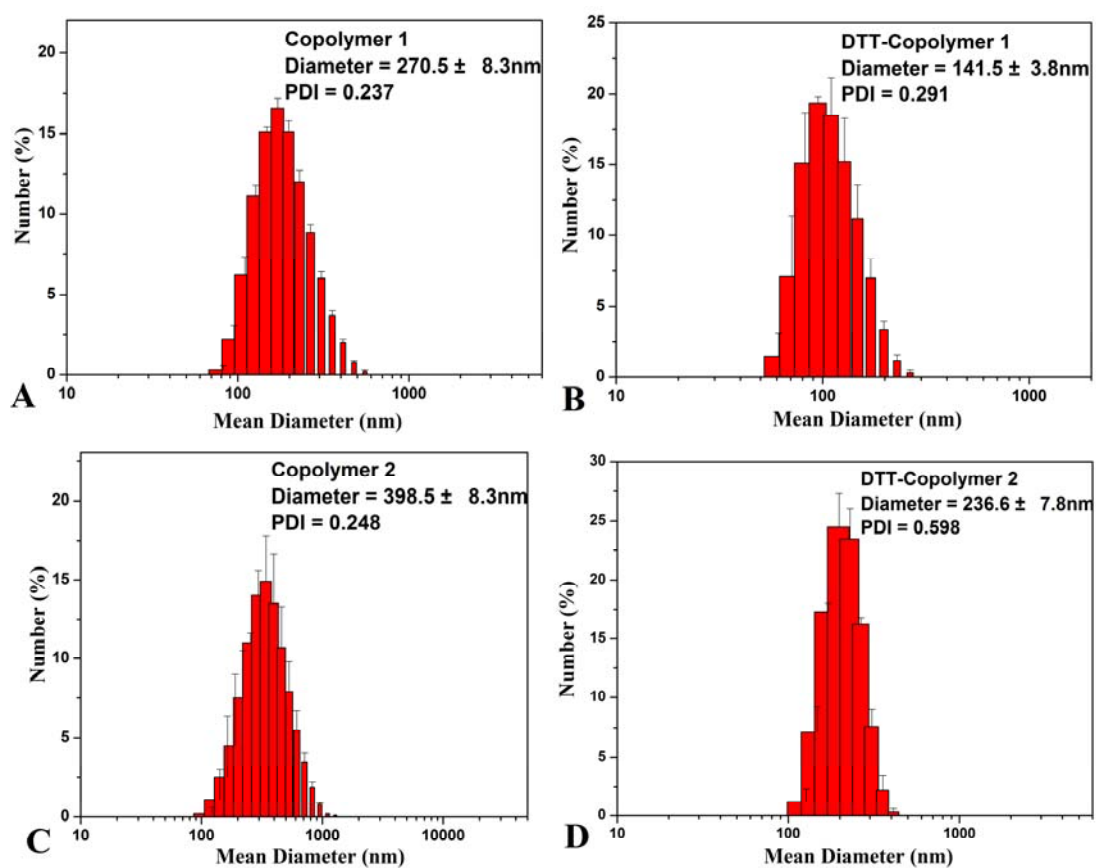 Copolymer 1
Diameter = 270.5 ± 8.3nm
PDI = 0.237
20
15
10
5
0
Number (%)
10 100 1000
Mean Diameter (nm)
A
DTT-Copolymer 1
Diameter = 141.5 ± 3.8nm
PDI = 0.291
25
20
15
10
5
0
Number (%)
10 100 1000
Mean Diameter (nm)
B
Copolymer 2
Diameter = 398.5 ± 8.3nm
PDI = 0.248
20
15
10
5
0
Number (%)
10 100 1000 10000
Mean Diameter (nm)
C
DTT-Copolymer 2
Diameter = 236.6 ± 7.8nm
PDI = 0.598
30
25
20
15
10
5
0
Number (%)
10 100 1000
Mean Diameter (nm)
D